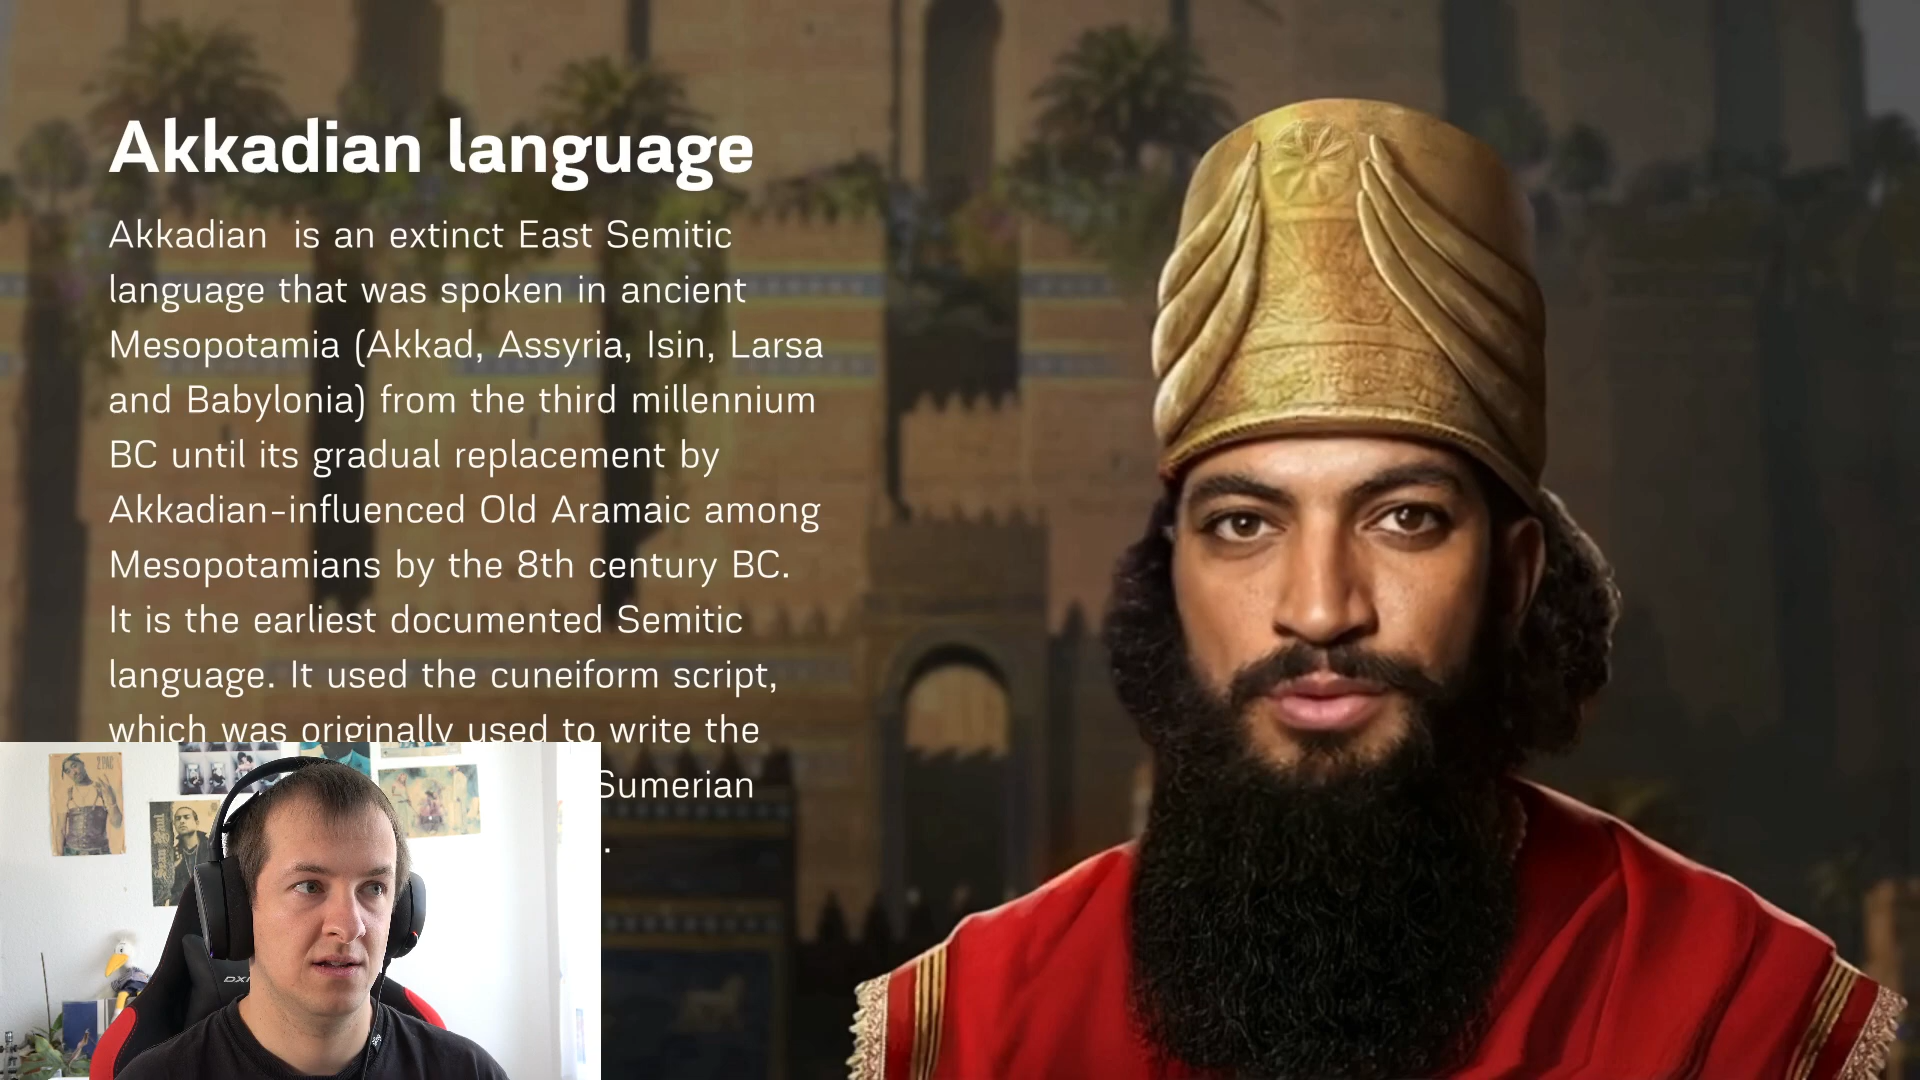 Akkadian language
Akkadian is an extinct East Semitic
language that was spoken in ancient
Mesopotamia (Akkad, Assyria, Isin, Larsa
and Babylonia) from the third millennium
BC until its gradual replacement by
Akkadian-influenced Old Aramaic among
Mesopotamians by the 8th century BC.
It is the earliest documented Semitic
language. It used the cuneiform script,
which was originally used to write the
Sumerian
.
2PAC
Sean Paul